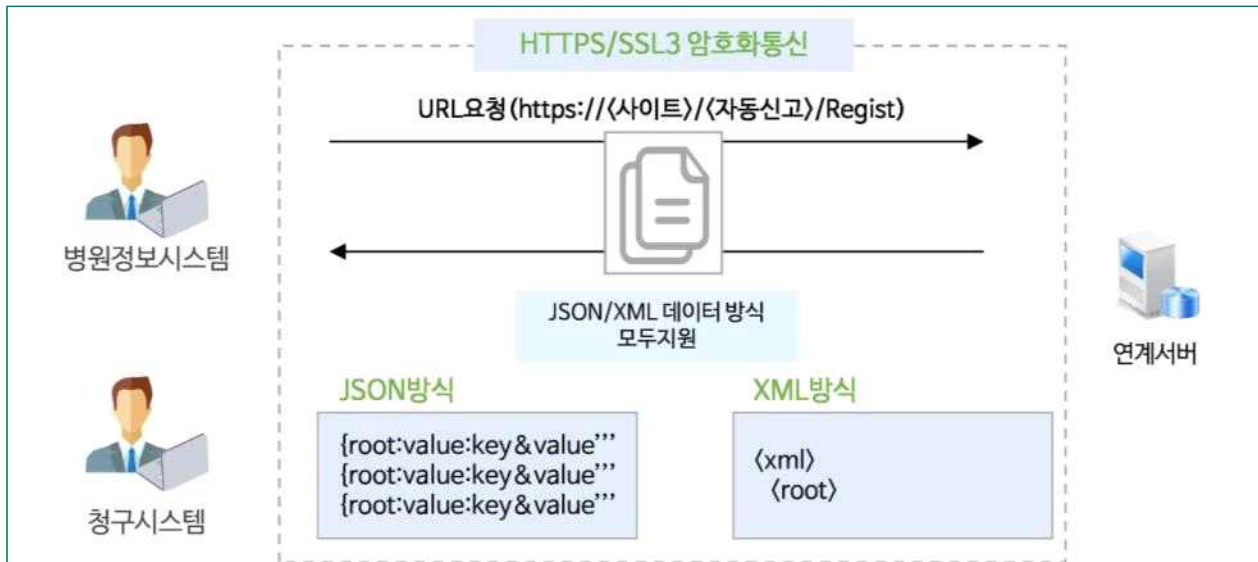 HTTPS/SSL3 암호화통신
URL요청(https://〈사이트〉/〈자동신고〉/Regist)
병원정보시스템
JSON/XML 데이터 방식
모두지원
연계서버
JSON방식
XML방식
{root:value:key&value’’’
{root:value:key&value’’’
{root:value:key&value’’’
〈xml〉
〈root〉
청구시스템